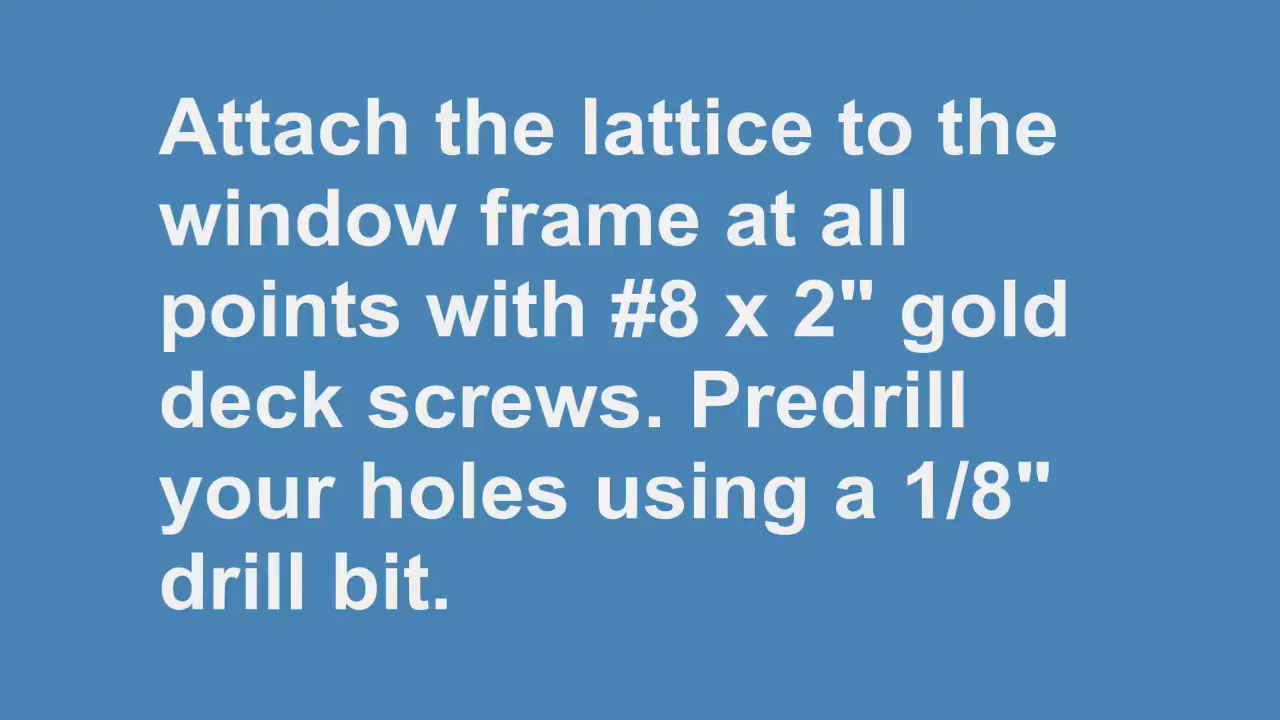 Attach the lattice to the
window frame at all
points with #8 x 2" gold
deck screws. Predrill
your holes using a 1/8"
drill bit.